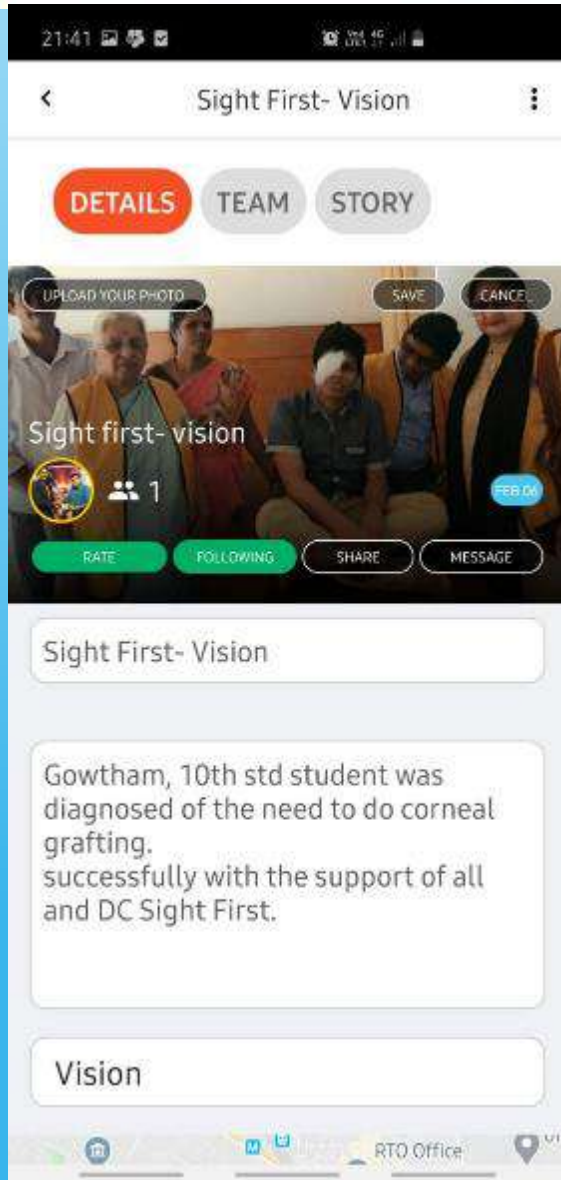 21:41
Sight First- Vision
DETAILS TEAM STORY
UPLOAD YOUR PHOTO SAVE CANCEL
Sight first- vision
1
FEB 06
RATE FOLLOWING SHARE MESSAGE
Sight First- Vision
Gowtham, 10th std student was
diagnosed of the need to do corneal
grafting.
successfully with the support of all
and DC Sight First.
Vision
M
RTO Office